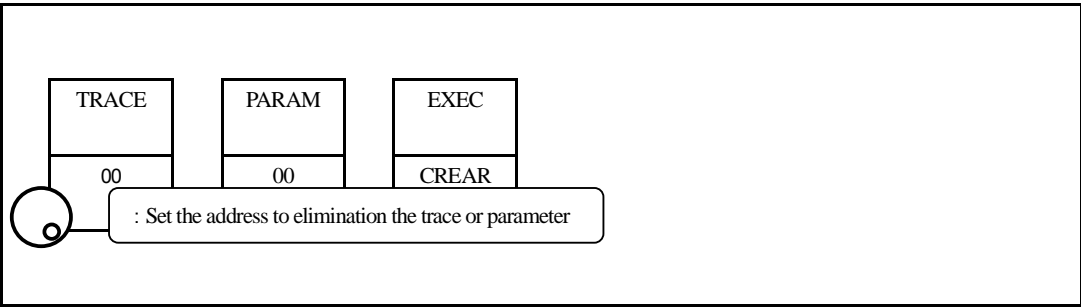 TRACE PARAM EXEC
00 00 CREAR
: Set the address to elimination the trace or parameter